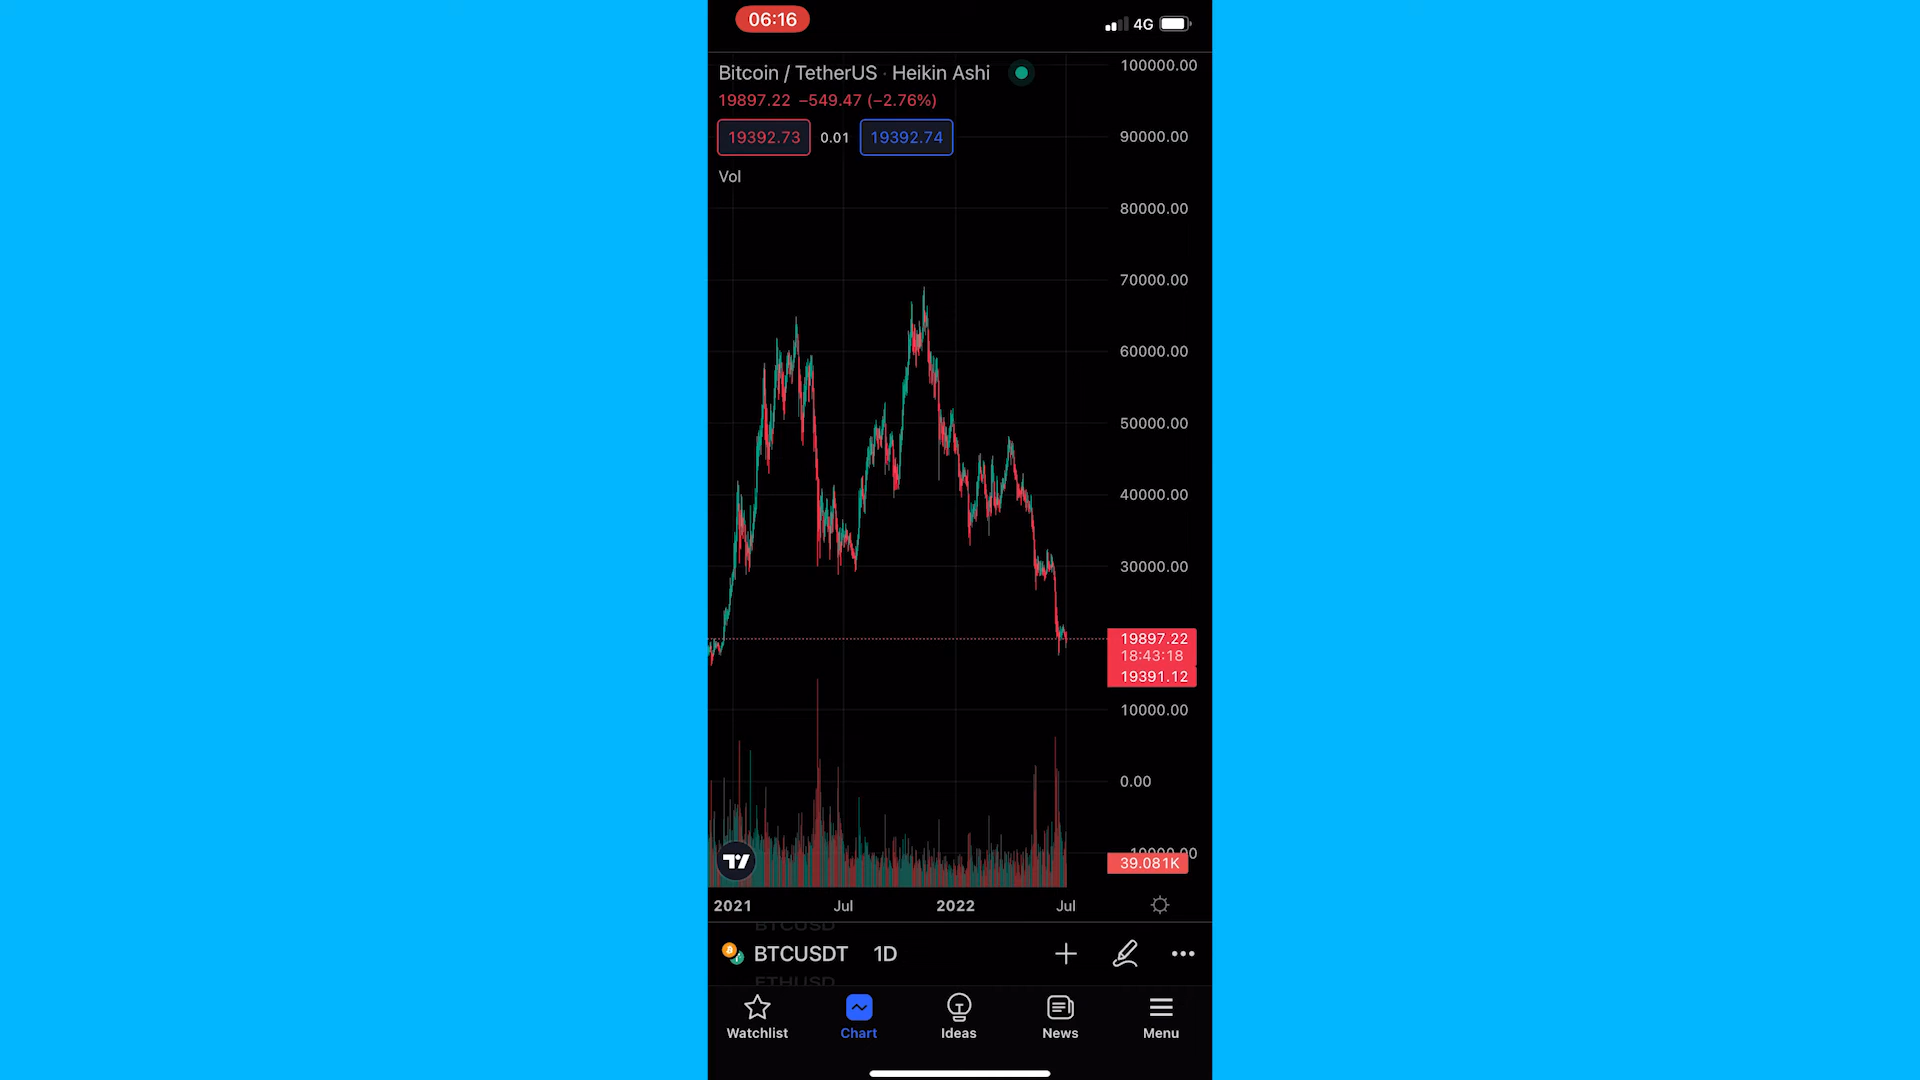 06:16
4G
Bitcoin / TetherUS · Heikin Ashi
19897.22 −549.47 (−2.76%)
19392.73 0.01 19392.74
Vol
100000.00
90000.00
80000.00
70000.00
60000.00
50000.00
40000.00
30000.00
19897.22
18:43:18
19391.12
10000.00
0.00
39.081K
2021 Jul 2022 Jul
BTCUSD
BTCUSDT 1D
ETHUSD
Watchlist Chart Ideas News Menu